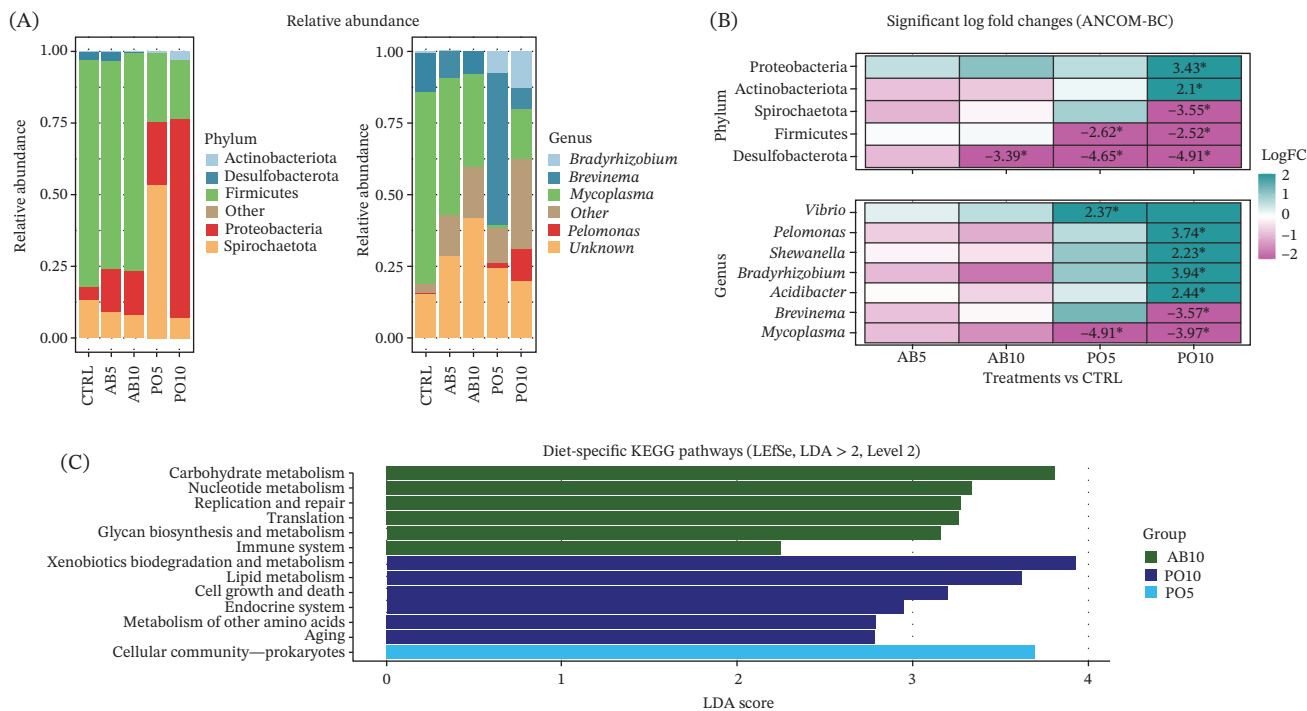 (A)
Relative abundance
Relative abundance
1.00
0.75
0.50
0.25
0.00
CTRL
AB5
AB10
PO5
PO10
Phylum
Actinobacteriota
Desulfobacterota
Firmicutes
Other
Proteobacteria
Spirochaetota
Relative abundance
1.00
0.75
0.50
0.25
0.00
CTRL
AB5
AB10
PO5
PO10
Genus
Bradyrhizobium
Brevinema
Mycoplasma
Other
Pelomonas
Unknown
(B)
Significant log fold changes (ANCOM-BC)
Phylum
Proteobacteria 3.43*
Actinobacteriota 2.1*
Spirochaetota −3.55*
Firmicutes −2.62* −2.52*
Desulfobacterota −3.39* −4.65* −4.91*
Genus
Vibrio 2.37*
Pelomonas 3.74*
Shewanella 2.23*
Bradyrhizobium 3.94*
Acidibacter 2.44*
Brevinema −3.57*
Mycoplasma −4.91* −3.97*
AB5 AB10 PO5 PO10
Treatments vs CTRL
LogFC
2
1
0
−1
−2
(C)
Diet-specific KEGG pathways (LEfSe, LDA > 2, Level 2)
Carbohydrate metabolism
Nucleotide metabolism
Replication and repair
Translation
Glycan biosynthesis and metabolism
Immune system
Xenobiotics biodegradation and metabolism
Lipid metabolism
Cell growth and death
Endocrine system
Metabolism of other amino acids
Aging
Cellular community—prokaryotes
0 1 2 3 4
LDA score
Group
AB10
PO10
PO5